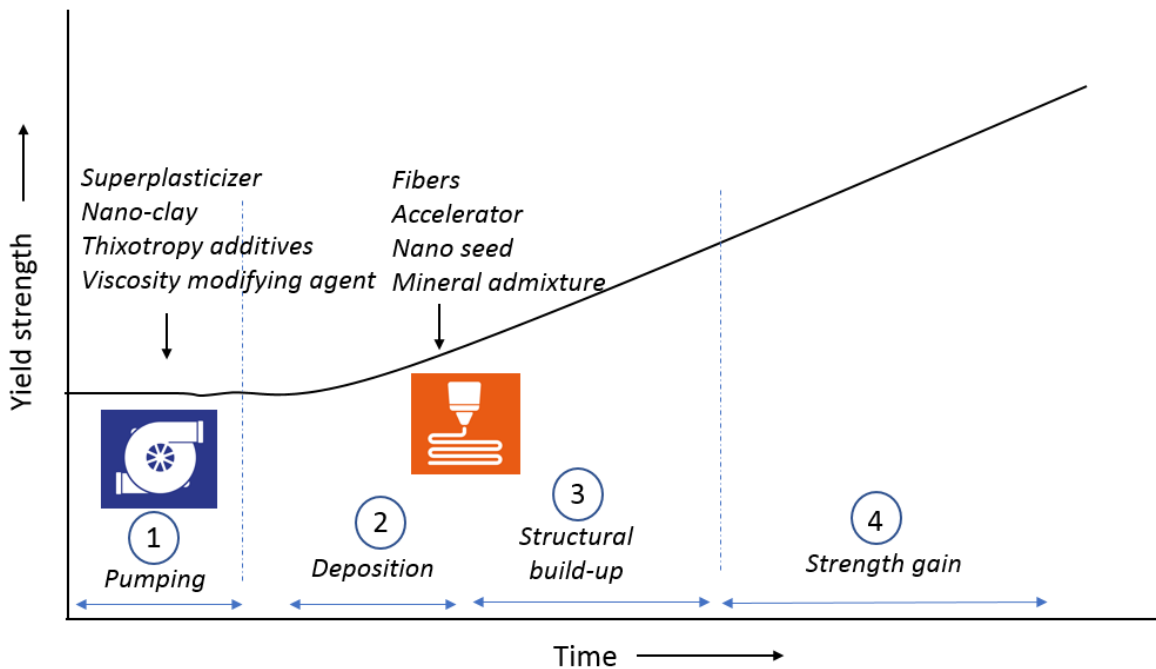 Yield strength
Superplasticizer
Nano-clay
Thixotropy additives
Viscosity modifying agent
Fibers
Accelerator
Nano seed
Mineral admixture
1
Pumping
2
Deposition
3
Structural
build-up
4
Strength gain
Time